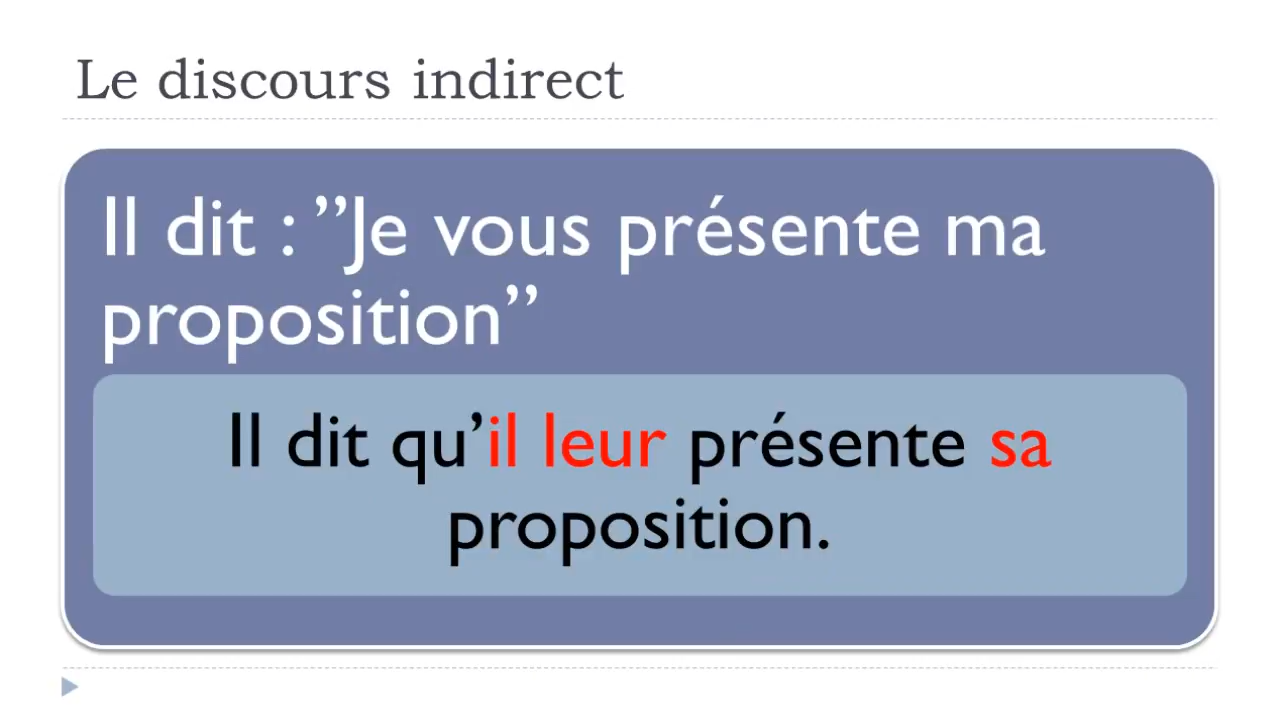 Le discours indirect
Il dit : ”Je vous présente ma
proposition”
Il dit qu’il leur présente sa
proposition.